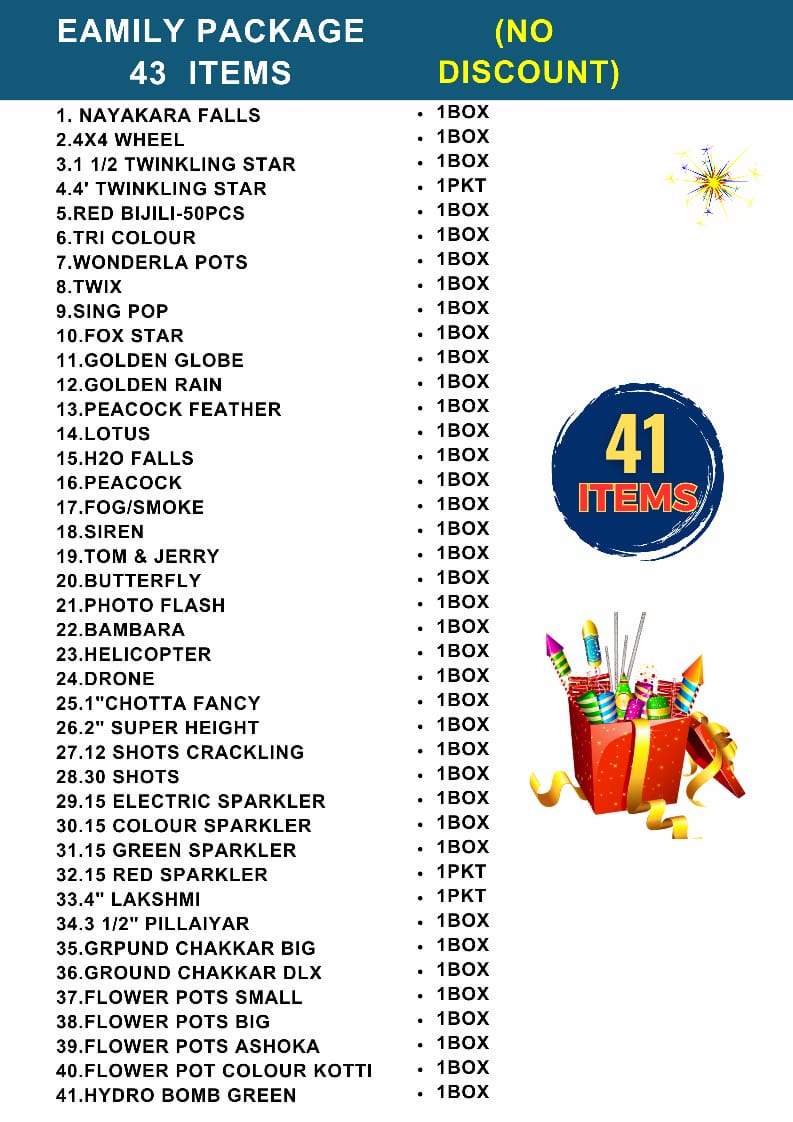 EAMILY PACKAGE (NO
43 ITEMS DISCOUNT)
1. NAYAKARA FALLS • 1BOX
2.4X4 WHEEL • 1BOX
3.1 1/2 TWINKLING STAR • 1BOX
4.4' TWINKLING STAR • 1PKT
5.RED BIJILI-50PCS • 1BOX
6.TRI COLOUR • 1BOX
7.WONDERLA POTS • 1BOX
8.TWIX • 1BOX
9.SING POP • 1BOX
10.FOX STAR • 1BOX
11.GOLDEN GLOBE • 1BOX
12.GOLDEN RAIN • 1BOX
13.PEACOCK FEATHER • 1BOX
14.LOTUS • 1BOX
15.H2O FALLS • 1BOX
16.PEACOCK • 1BOX
17.FOG/SMOKE • 1BOX
18.SIREN • 1BOX
19.TOM & JERRY • 1BOX
20.BUTTERFLY • 1BOX
21.PHOTO FLASH • 1BOX
22.BAMBARA • 1BOX
23.HELICOPTER • 1BOX
24.DRONE • 1BOX
25.1"CHOTTA FANCY • 1BOX
26.2" SUPER HEIGHT • 1BOX
27.12 SHOTS CRACKLING • 1BOX
28.30 SHOTS • 1BOX
29.15 ELECTRIC SPARKLER • 1BOX
30.15 COLOUR SPARKLER • 1BOX
31.15 GREEN SPARKLER • 1BOX
32.15 RED SPARKLER • 1PKT
33.4" LAKSHMI • 1PKT
34.3 1/2" PILLAIYAR • 1BOX
35.GRPUND CHAKKAR BIG • 1BOX
36.GROUND CHAKKAR DLX • 1BOX
37.FLOWER POTS SMALL • 1BOX
38.FLOWER POTS BIG • 1BOX
39.FLOWER POTS ASHOKA • 1BOX
40.FLOWER POT COLOUR KOTTI • 1BOX
41.HYDRO BOMB GREEN • 1BOX
41
ITEMS